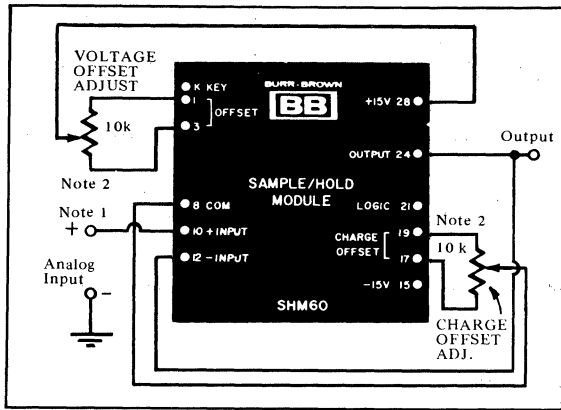 VOLTAGE
OFFSET
ADJUST
10k
Note 2
Note 1
+
Analog
Input
-
K KEY
1
OFFSET
3
BURR-BROWN
BB
+15V 28
OUTPUT 24
Output
SAMPLE/HOLD
MODULE
8 COM
LOGIC 21
10 +INPUT
12 -INPUT
CHARGE
OFFSET
19
17
-15V 15
SHM60
Note 2
10 k
CHARGE
OFFSET
ADJ.